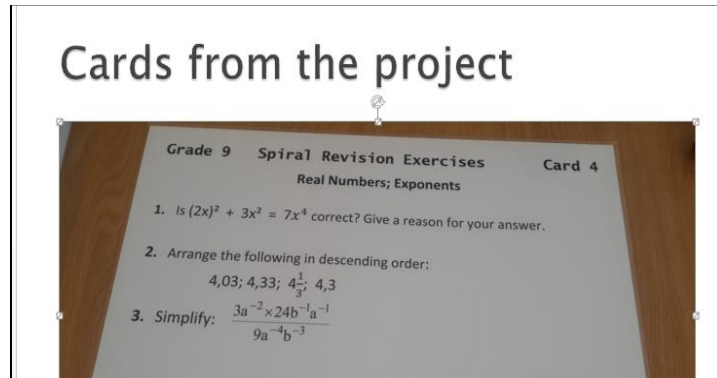 Cards from the project
Grade 9 Spiral Revision Exercises Card 4
Real Numbers; Exponents
1. Is (2x)² + 3x² = 7x⁴ correct? Give a reason for your answer.
2. Arrange the following in descending order:
4,03; 4,33; 4 1/3; 4,3
3. Simplify: (3a⁻²×24b⁻¹a⁻¹)/(9a⁻⁴b⁻³)